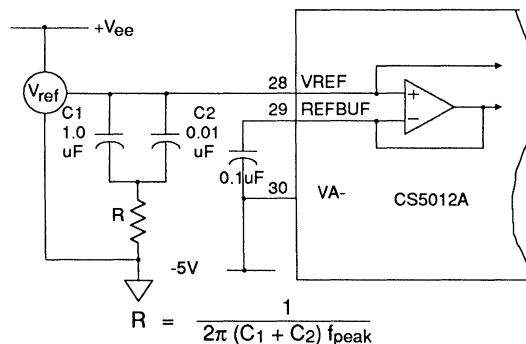 +Vee
Vref
C1
1.0
uF
C2
0.01
uF
0.1uF
28 VREF
29 REFBUF
30 VA-
+
−
CS5012A
R
-5V
R = 1 / 2π (C1 + C2) fpeak